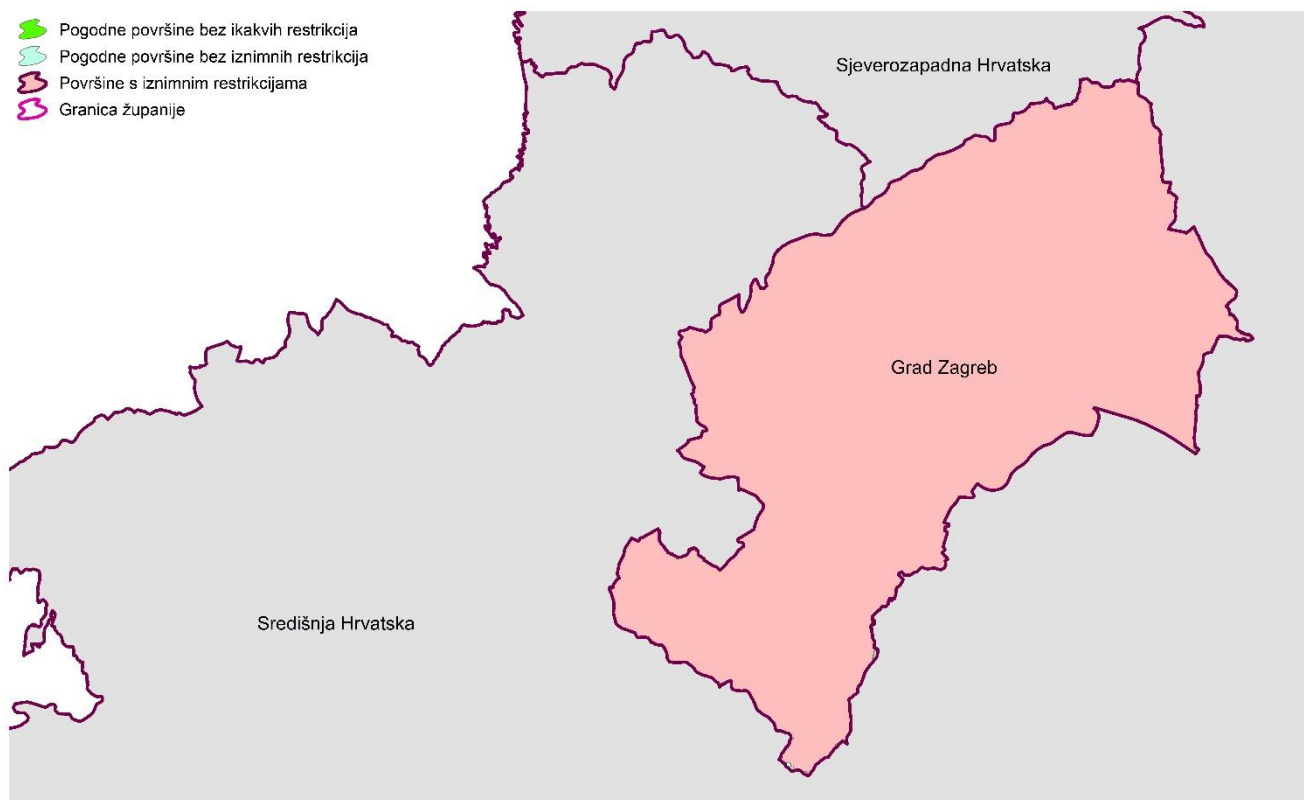 Pogodne površine bez ikakvih restrikcija
Pogodne površine bez iznimnih restrikcija
Površine s iznimnim restrikcijama
Granica županije
Sjeverozapadna Hrvatska
Grad Zagreb
Središnja Hrvatska